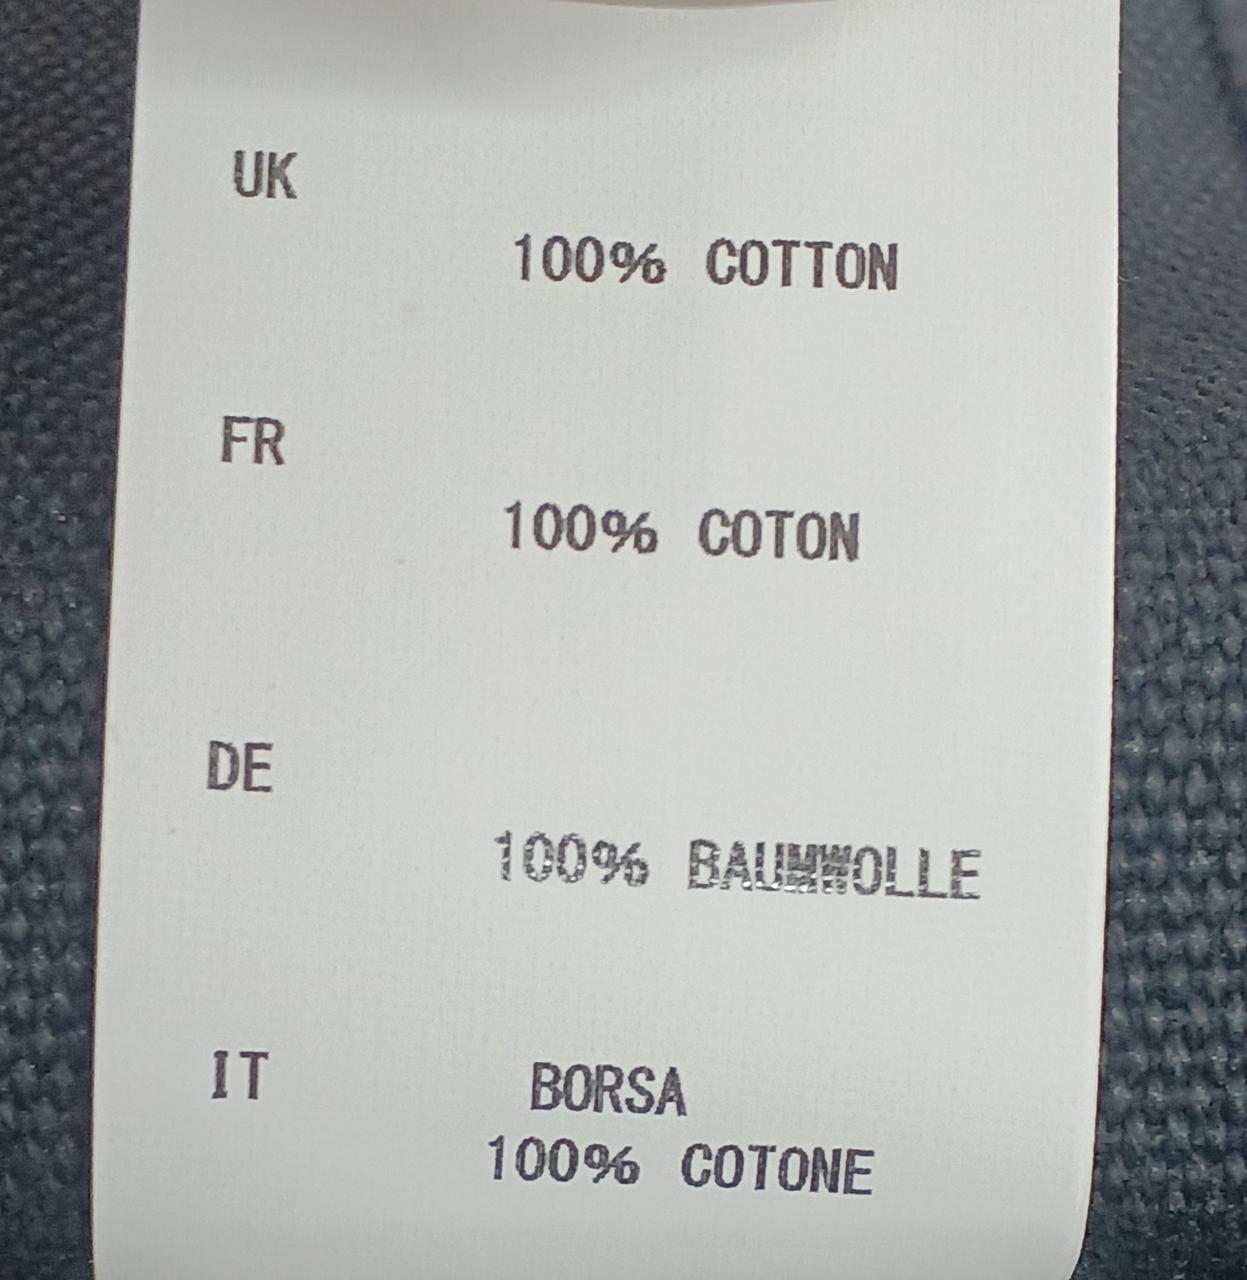 UK
100% COTTON
FR
100% COTON
DE
100% BAUMWOLLE
IT
BORSA
100% COTONE